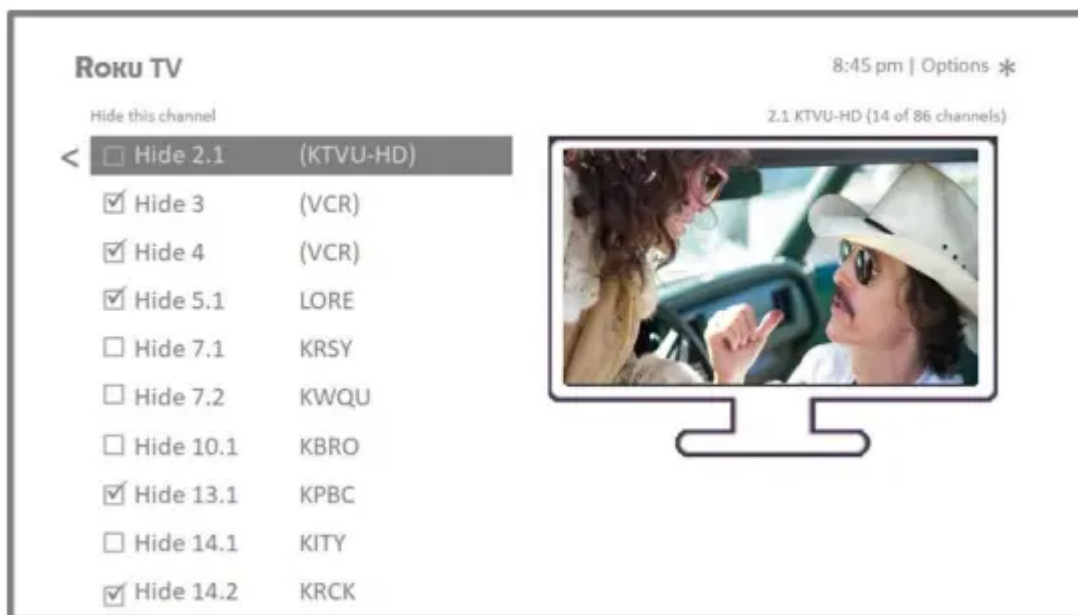 Roku TV
8:45 pm | Options *
Hide this channel
2.1 KTVU-HD (14 of 86 channels)
< Hide 2.1 (KTVU-HD)
Hide 3 (VCR)
Hide 4 (VCR)
Hide 5.1 LORE
Hide 7.1 KRSY
Hide 7.2 KWQU
Hide 10.1 KBRO
Hide 13.1 KPBC
Hide 14.1 KITY
Hide 14.2 KRCK